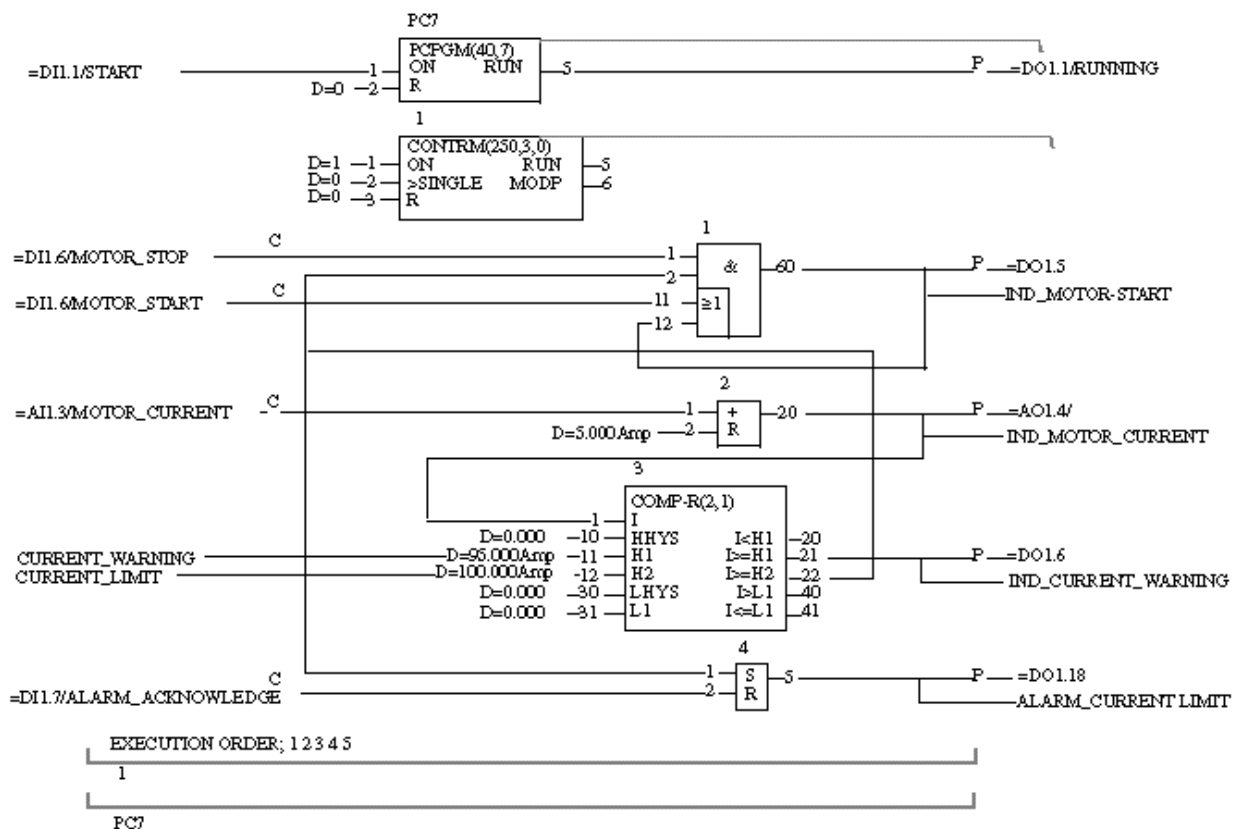 PC7
PCPGM(40,7)
=DI1.1/START 1 ON RUN 5 P =DO1.1/RUNNING
D=0 2 R
1
CONTRM(250,3,0)
D=1 1 ON RUN 5
D=0 2 >SINGLE MODP 6
D=0 3 R
1
=DI1.6/MOTOR_STOP C 1 & 60 P =DO1.5
2
=DI1.6/MOTOR_START C 11 ≥1 IND_MOTOR-START
12
2
=AI1.3/MOTOR_CURRENT C 1 + 20 P =AO1.4/
D=5.000Amp 2 R IND_MOTOR_CURRENT
3
COMP-R(2,1)
1 I
D=0.000 10 HHYS I<H1 20
CURRENT_WARNING D=95.000Amp 11 H1 I>=H1 21 P =DO1.6
CURRENT_LIMIT D=100.000Amp 12 H2 I>=H2 22 IND_CURRENT_WARNING
D=0.000 30 LHYS I>L1 40
D=0.000 31 L1 I<=L1 41
4
1 S 5 P =DO1.18
=DI1.7/ALARM_ACKNOWLEDGE C 2 R ALARM_CURRENT LIMIT
EXECUTION ORDER; 1 2 3 4 5
1
PC7